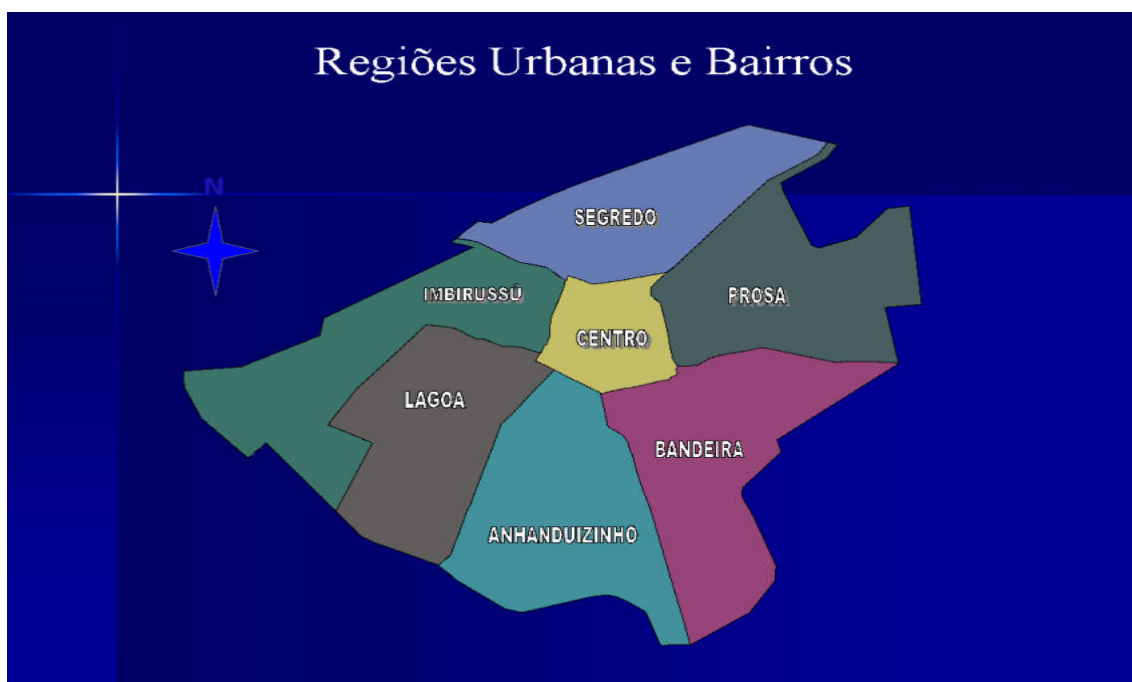 Regiões Urbanas e Bairros
N
SEGREDO
IMBIRUSSÚ
PROSA
CENTRO
LAGOA
BANDEIRA
ANHANDUIZINHO